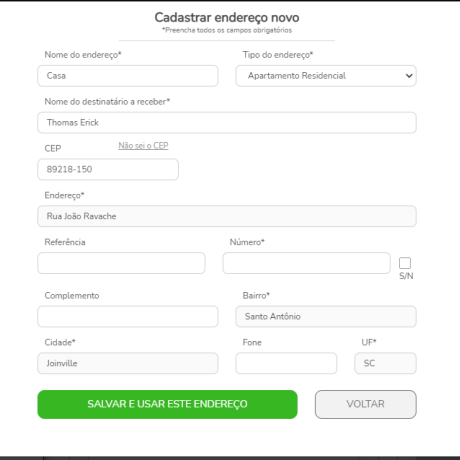 Cadastrar endereço novo
*Preencha todos os campos obrigatórios
Nome do endereço* Tipo do endereço*
Casa Apartamento Residencial
Nome do destinatário a receber*
Thomas Erick
CEP Não sei o CEP
89218-150
Endereço*
Rua João Ravache
Referência Número*
S/N
Complemento Bairro*
Santo Antônio
Cidade* Fone UF*
Joinville SC
SALVAR E USAR ESTE ENDEREÇO VOLTAR